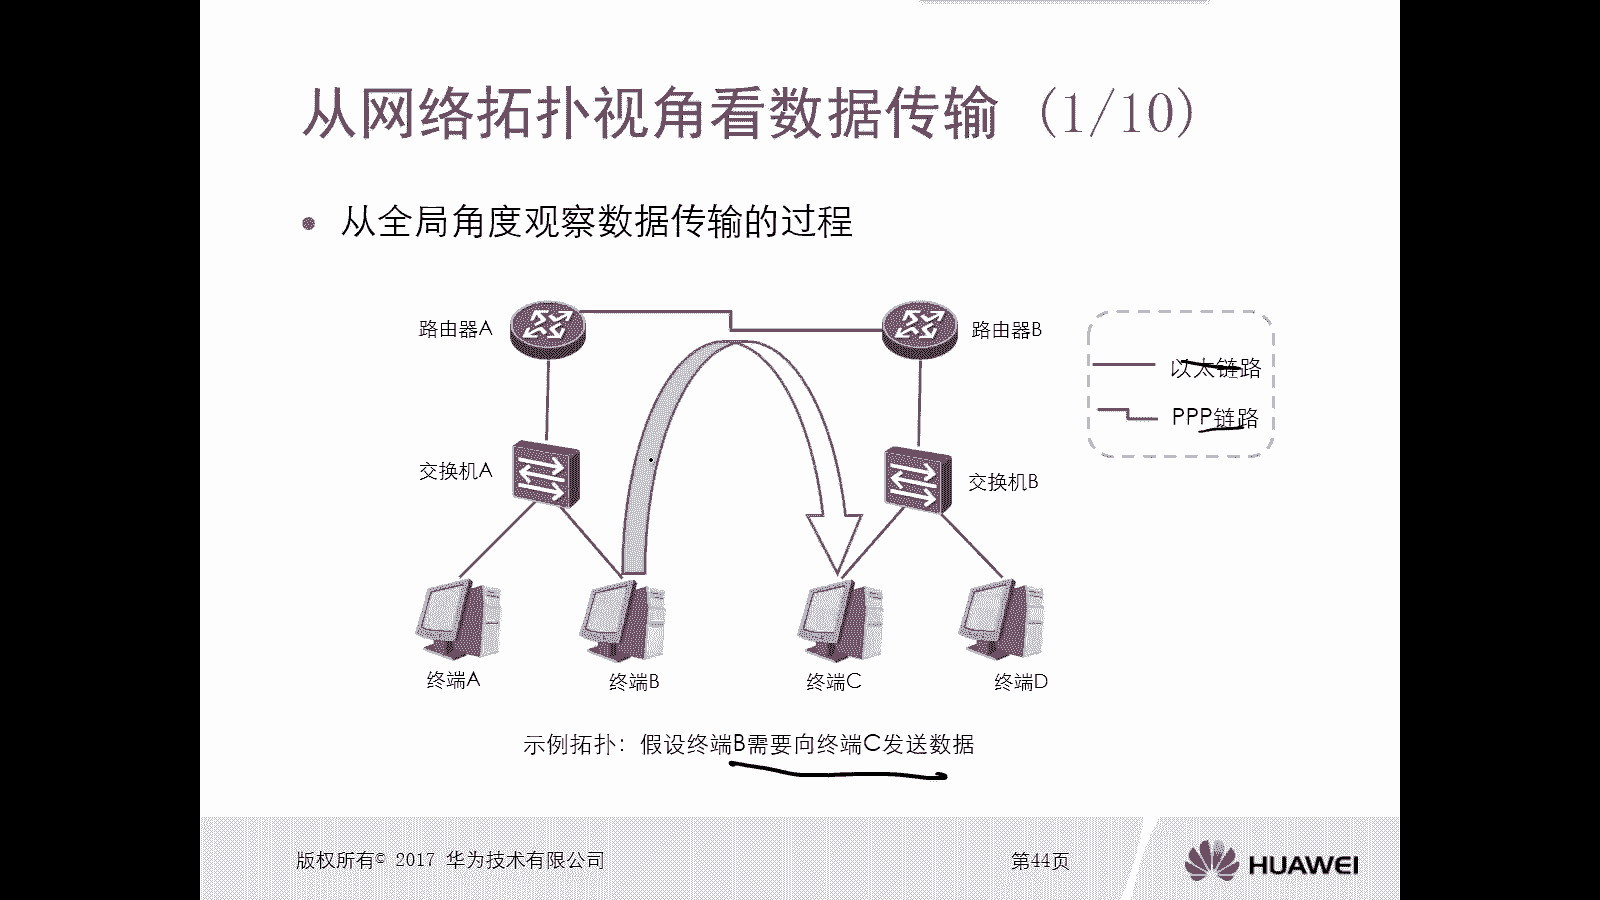 从网络拓扑视角看数据传输 (1/10)
• 从全局角度观察数据传输的过程
路由器A
路由器B
以太链路
PPP链路
交换机A
交换机B
终端A
终端B
终端C
终端D
示例拓扑：假设终端B需要向终端C发送数据
版权所有© 2017 华为技术有限公司
第44页
HUAWEI